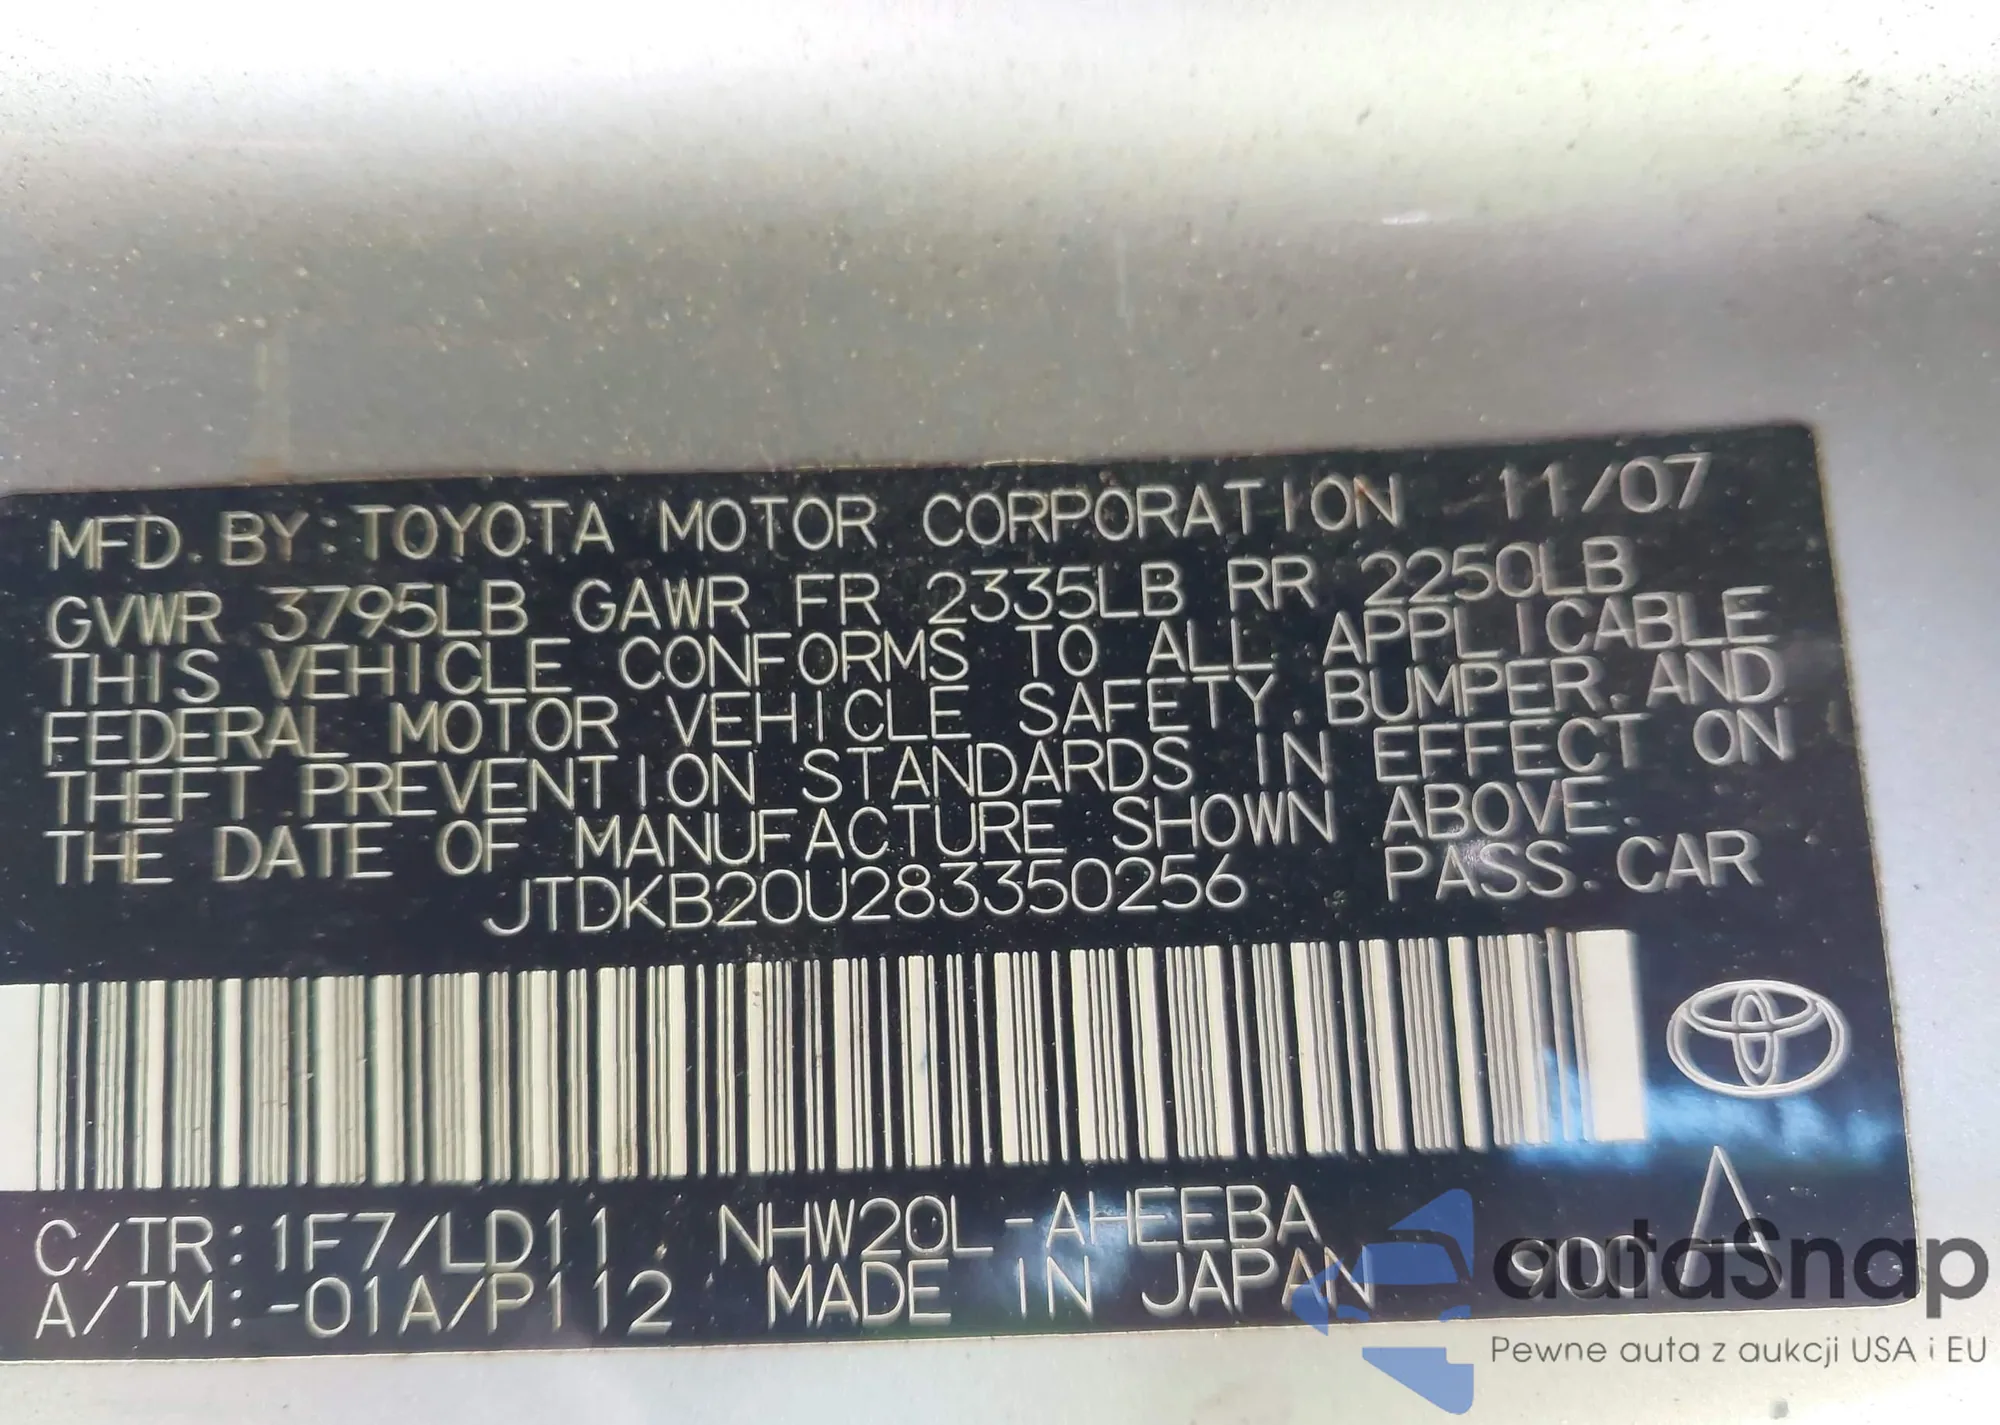 MFD. BY: TOYOTA MOTOR CORPORATION 11/07
GVWR 3795LB GAWR FR 2335LB RR 2250LB
THIS VEHICLE CONFORMS TO ALL APPLICABLE
FEDERAL MOTOR VEHICLE SAFETY, BUMPER, AND
THEFT PREVENTION STANDARDS IN EFFECT ON
THE DATE OF MANUFACTURE SHOWN ABOVE.
JTDKB20U283350256 PASS. CAR
C/TR: 1F7/LD11 NHW20L-AHEEBA
A/TM: -01A/P112 MADE IN JAPAN
autaSnap
Pewne auta z aukcji USA i EU